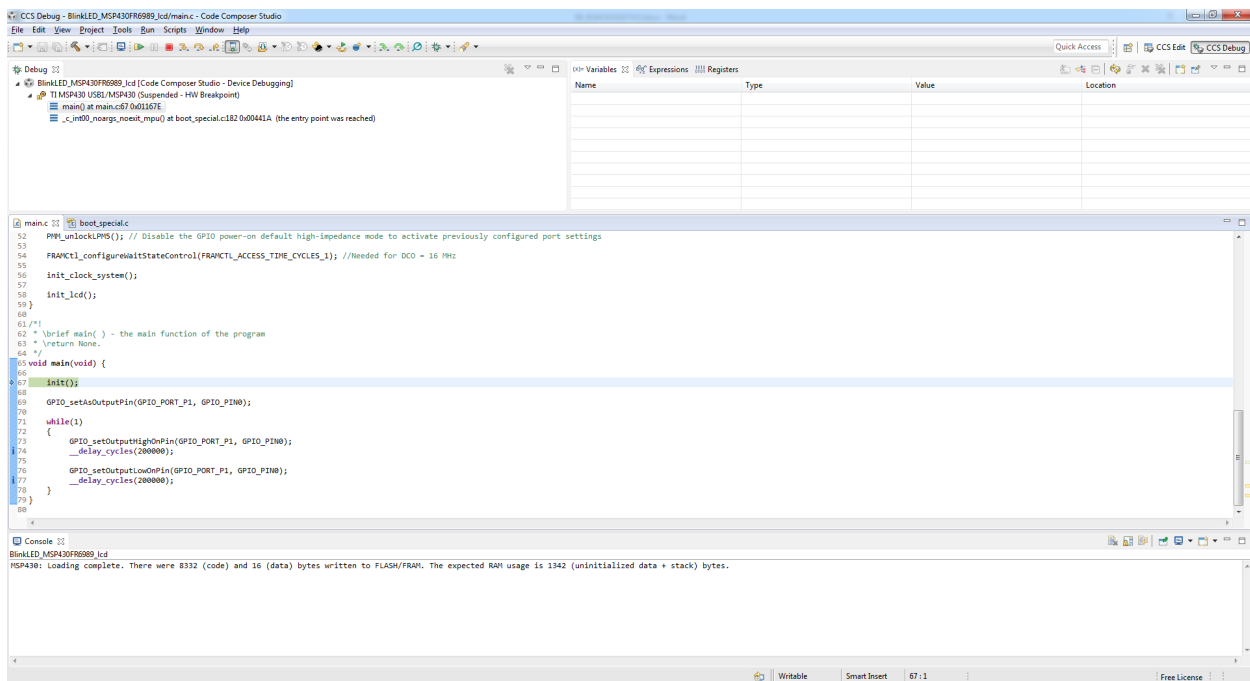 CCS Debug - BlinkLED_MSP430FR6989_lcd/main.c - Code Composer Studio
File Edit View Project Tools Run Scripts Window Help
Quick Access CCS Edit CCS Debug
Debug
BlinkLED_MSP430FR6989_lcd [Code Composer Studio - Device Debugging]
TI MSP430 USB1/MSP430 (Suspended - HW Breakpoint)
main() at main.c:67 0x01167E
_c_int00_noargs_noexit_mpu() at boot_special.c:182 0x00441A (the entry point was reached)
(x)= Variables Expressions Registers
Name Type Value Location
main.c boot_special.c
52 PMM_unlockLPM5(); // Disable the GPIO power-on default high-impedance mode to activate previously configured port settings
53
54 FRAMCtl_configureWaitStateControl(FRAMCTL_ACCESS_TIME_CYCLES_1); //Needed for DCO = 16 MHz
55
56 init_clock_system();
57
58 init_lcd();
59 }
60
61 /*!
62 * \brief main( ) - the main function of the program
63 * \return None.
64 */
65 void main(void) {
66
67 init();
68
69 GPIO_setAsOutputPin(GPIO_PORT_P1, GPIO_PIN0);
70
71 while(1)
72 {
73 GPIO_setOutputHighOnPin(GPIO_PORT_P1, GPIO_PIN0);
74 __delay_cycles(200000);
75
76 GPIO_setOutputLowOnPin(GPIO_PORT_P1, GPIO_PIN0);
77 __delay_cycles(200000);
78 }
79 }
80
Console
BlinkLED_MSP430FR6989_lcd
MSP430: Loading complete. There were 8332 (code) and 16 (data) bytes written to FLASH/FRAM. The expected RAM usage is 1342 (uninitialized data + stack) bytes.
Writable Smart Insert 67 : 1 Free License